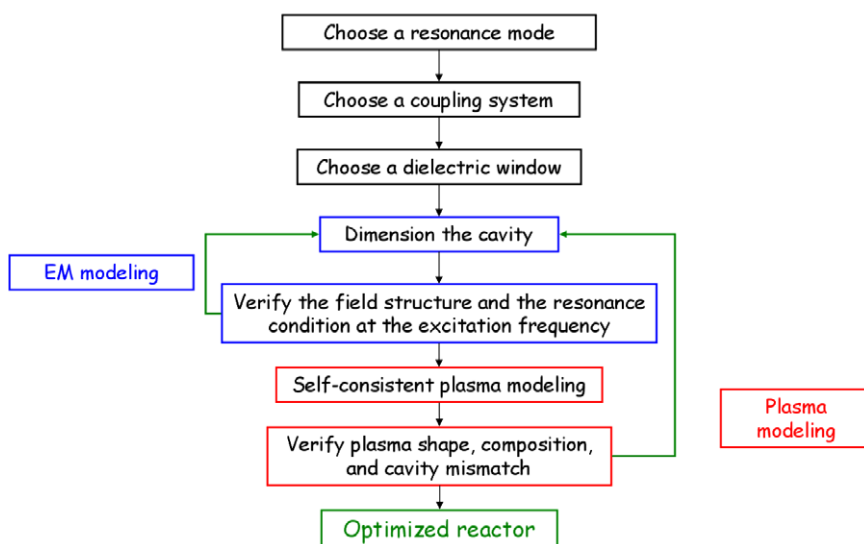 Choose a resonance mode
Choose a coupling system
Choose a dielectric window
Dimension the cavity
EM modeling
Verify the field structure and the resonance
condition at the excitation frequency
Self-consistent plasma modeling
Plasma
modeling
Verify plasma shape, composition,
and cavity mismatch
Optimized reactor